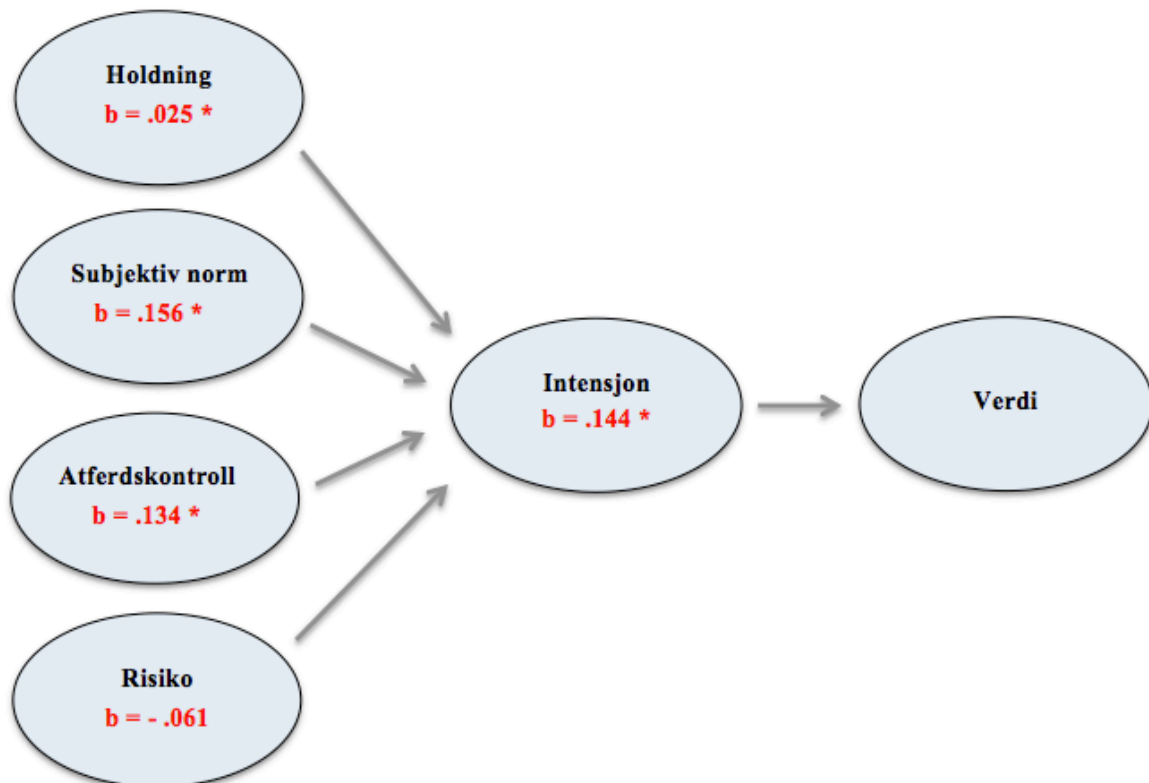 Holdning
b = .025 *
Subjektiv norm
b = .156 *
Atferdskontroll
b = .134 *
Risiko
b = - .061
Intensjon
b = .144 *
Verdi